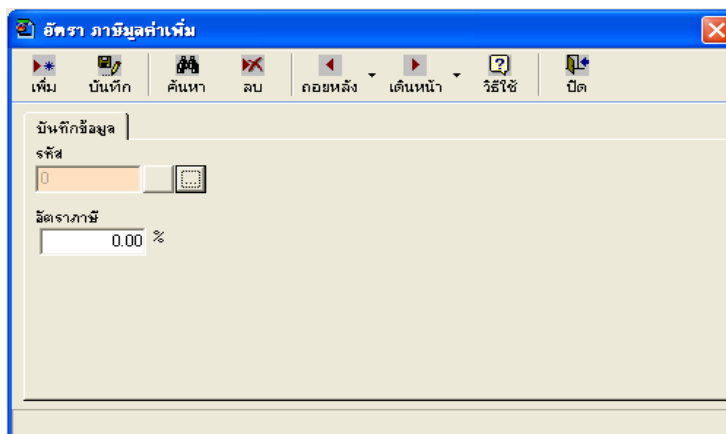 อัตรา ภาษีมูลค่าเพิ่ม
เพิ่ม บันทึก ค้นหา ลบ ถอยหลัง เดินหน้า วิธีใช้ ปิด
บันทึกข้อมูล
รหัส
0 ...
อัตราภาษี
0.00 %